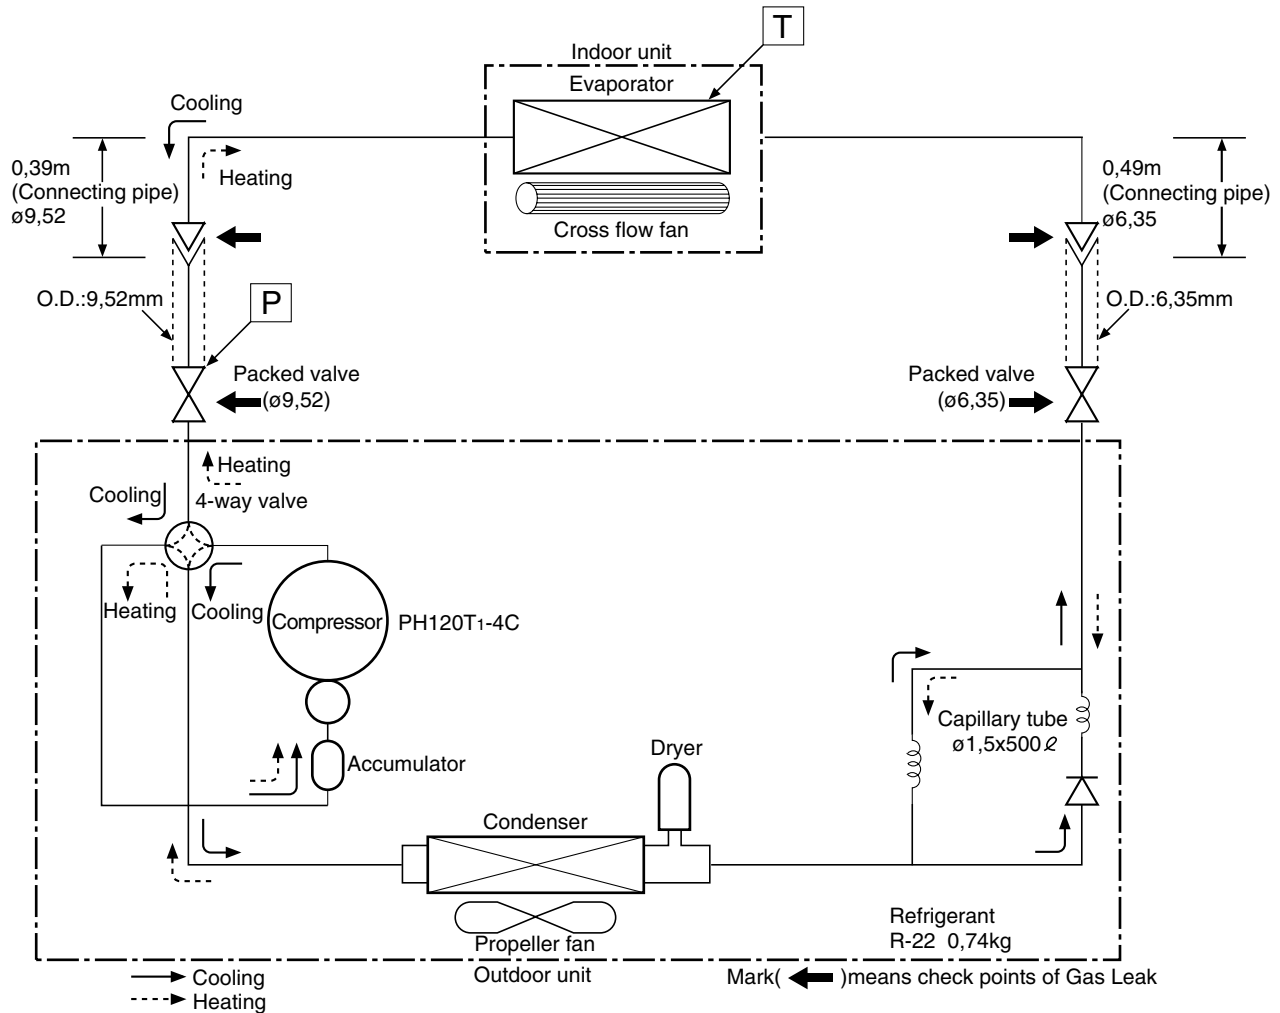 T
Indoor unit
Evaporator
Cooling
Heating
0,39m
(Connecting pipe)
ø9,52
0,49m
(Connecting pipe)
ø6,35
Cross flow fan
O.D.:9,52mm
P
O.D.:6,35mm
Packed valve
(ø9,52)
Packed valve
(ø6,35)
Heating
Cooling
4-way valve
Heating
Cooling
Compressor
PH120T1-4C
Capillary tube
ø1,5x500ℓ
Dryer
Accumulator
Condenser
Refrigerant
R-22 0,74kg
Propeller fan
Outdoor unit
Cooling
Heating
Mark( )means check points of Gas Leak